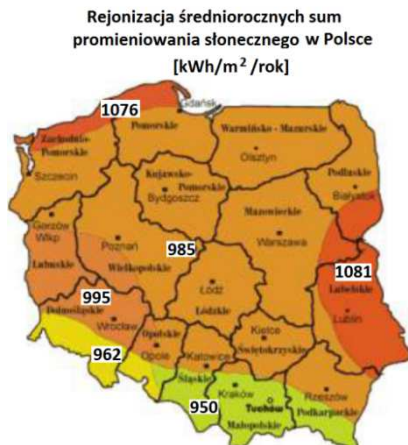 Rejonizacja średniorocznych sum
promieniowania słonecznego w Polsce
[kWh/m² /rok]
1076
Gdańsk
Zachodnio-
Pomorskie
Pomorskie
Warmińsko - Mazurskie
Olsztyn
Szczecin
Kujawsko-
Pomorskie
Bydgoszcz
Podlaskie
Białystok
Gorzów
Wlkp
Mazowieckie
Poznań
985
Warszawa
Lubuskie
Wielkopolskie
1081
Lubelskie
Łódź
Łódzkie
995
Dolnośląskie
Wrocław
Lublin
Opolskie
Opole
Kielce
Świętokrzyskie
962
Katowice
Śląskie
950
Kraków
Tuchów
Małopolskie
Rzeszów
Podkarpackie